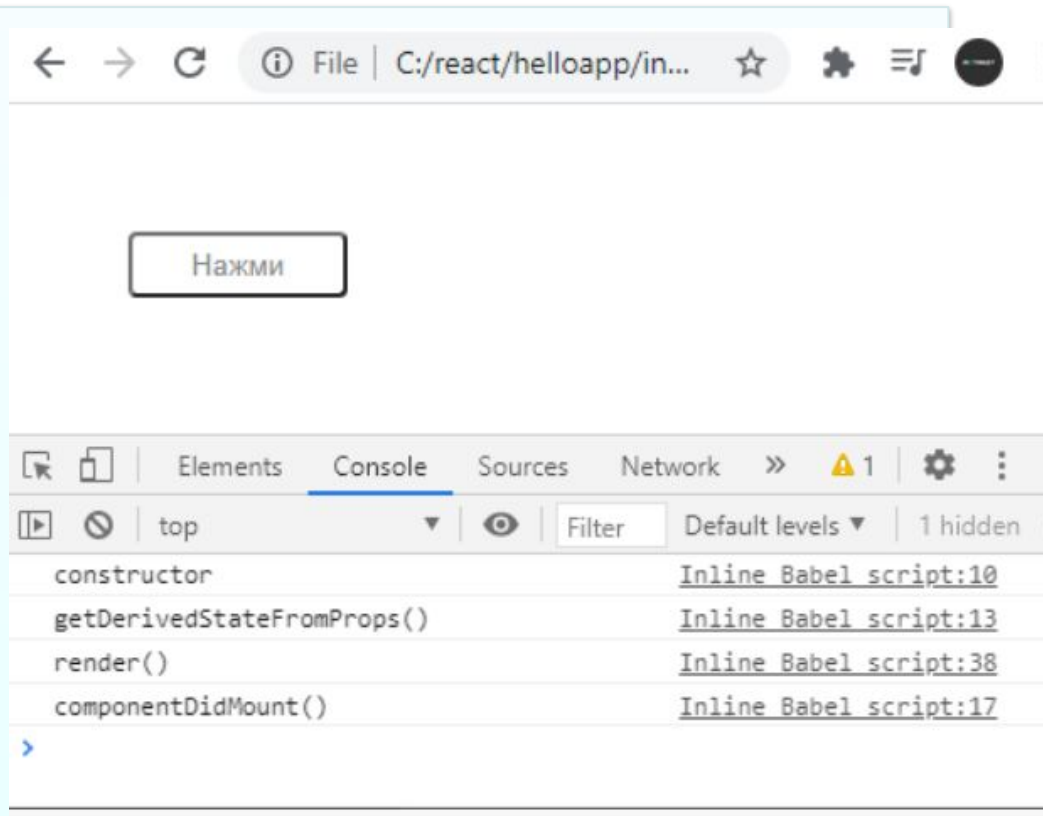 File | C:/react/helloapp/in...
Нажми
Elements Console Sources Network » 1
top Filter Default levels ▼ 1 hidden
constructor Inline Babel script:10
getDerivedStateFromProps() Inline Babel script:13
render() Inline Babel script:38
componentDidMount() Inline Babel script:17